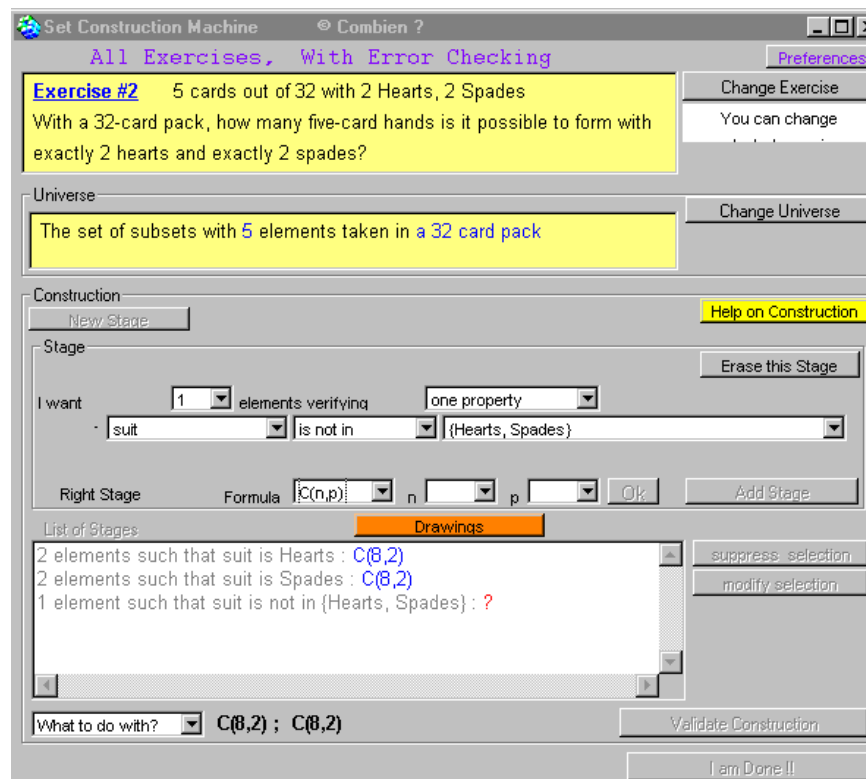 Set Construction Machine © Combien ?
All Exercises, With Error Checking
Preferences
Exercise #2 5 cards out of 32 with 2 Hearts, 2 Spades
With a 32-card pack, how many five-card hands is it possible to form with
exactly 2 hearts and exactly 2 spades?
Change Exercise
You can change
Universe
The set of subsets with 5 elements taken in a 32 card pack
Change Universe
Construction
New Stage
Help on Construction
Stage
Erase this Stage
I want 1 elements verifying one property
- suit is not in {Hearts, Spades}
Right Stage Formula C(n,p) n p Ok Add Stage
List of Stages Drawings
2 elements such that suit is Hearts : C(8,2)
2 elements such that suit is Spades : C(8,2)
1 element such that suit is not in {Hearts, Spades} : ?
suppress selection
modify selection
What to do with? C(8,2) ; C(8,2)
Validate Construction
I am Done !!